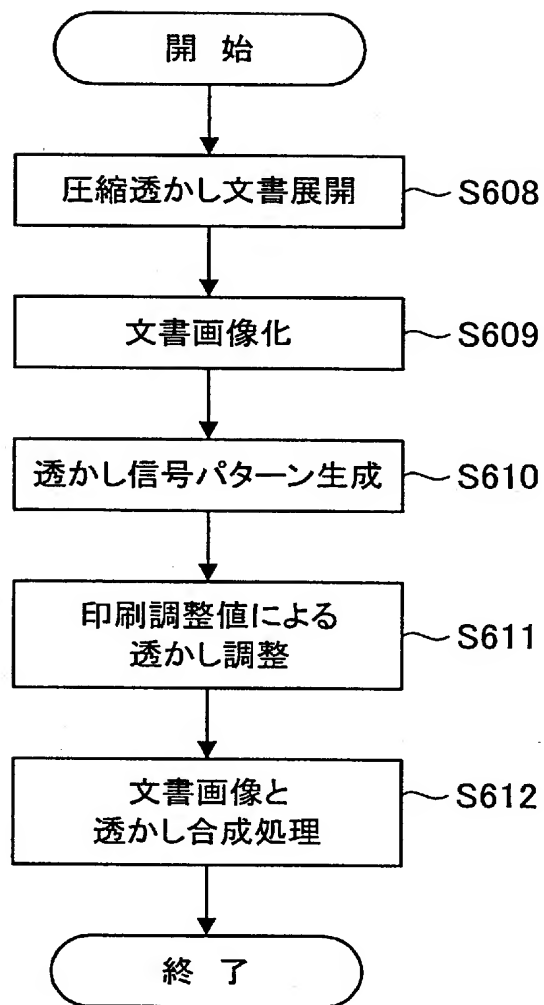 開始
圧縮透かし文書展開
S608
文書画像化
S609
透かし信号パターン生成
S610
印刷調整値による
透かし調整
S611
文書画像と
透かし合成処理
S612
終了